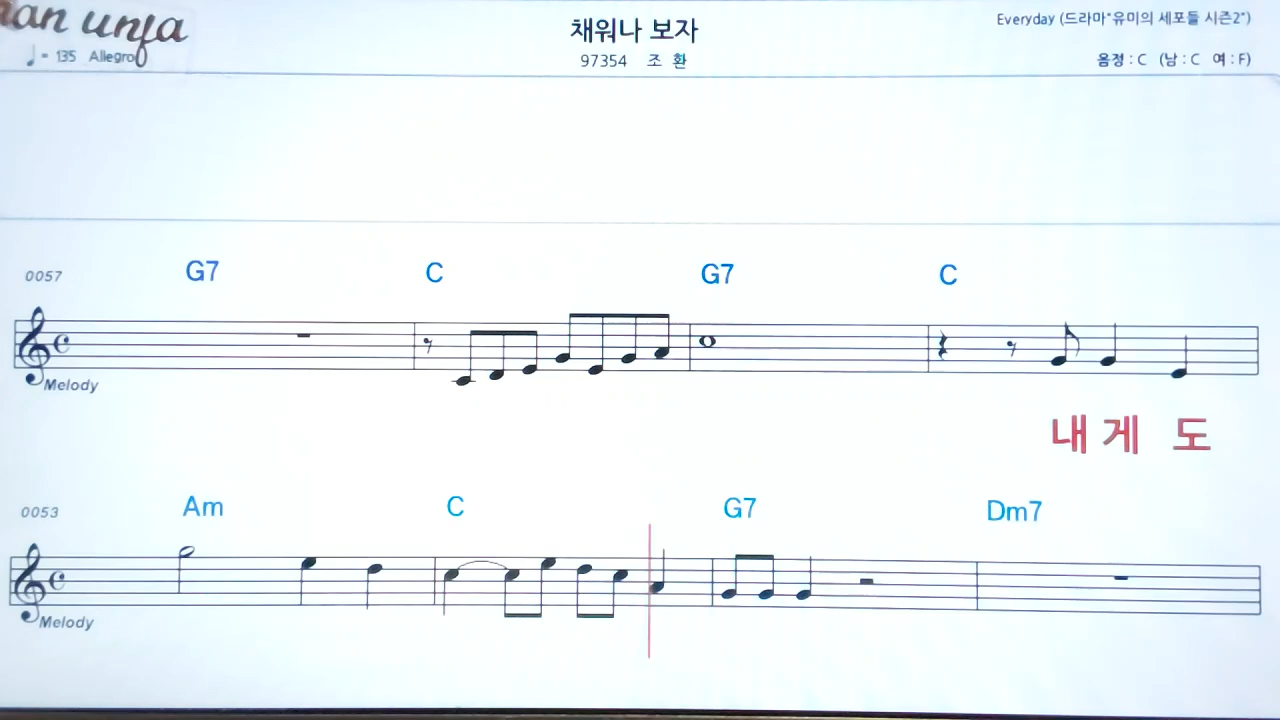 채워나 보자
Everyday (드라마"유미의 세포들 시즌2")
♩= 135 Allegro
97354 조 환
음정 : C (남 : C 여 : F)
0057 G7 C G7 C
Melody
내 게 도
0053 Am C G7 Dm7
Melody